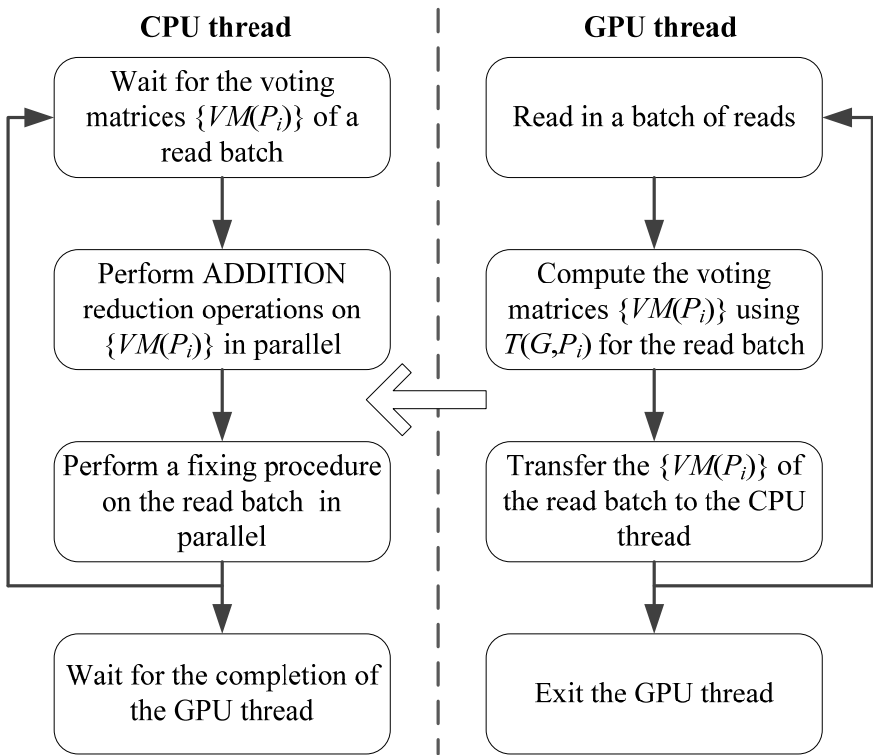 CPU thread
Wait for the voting
matrices {VM(Pi)} of a
read batch
Perform ADDITION
reduction operations on
{VM(Pi)} in parallel
Perform a fixing procedure
on the read batch in
parallel
Wait for the completion of
the GPU thread
GPU thread
Read in a batch of reads
Compute the voting
matrices {VM(Pi)} using
T(G,Pi) for the read batch
Transfer the {VM(Pi)} of
the read batch to the CPU
thread
Exit the GPU thread